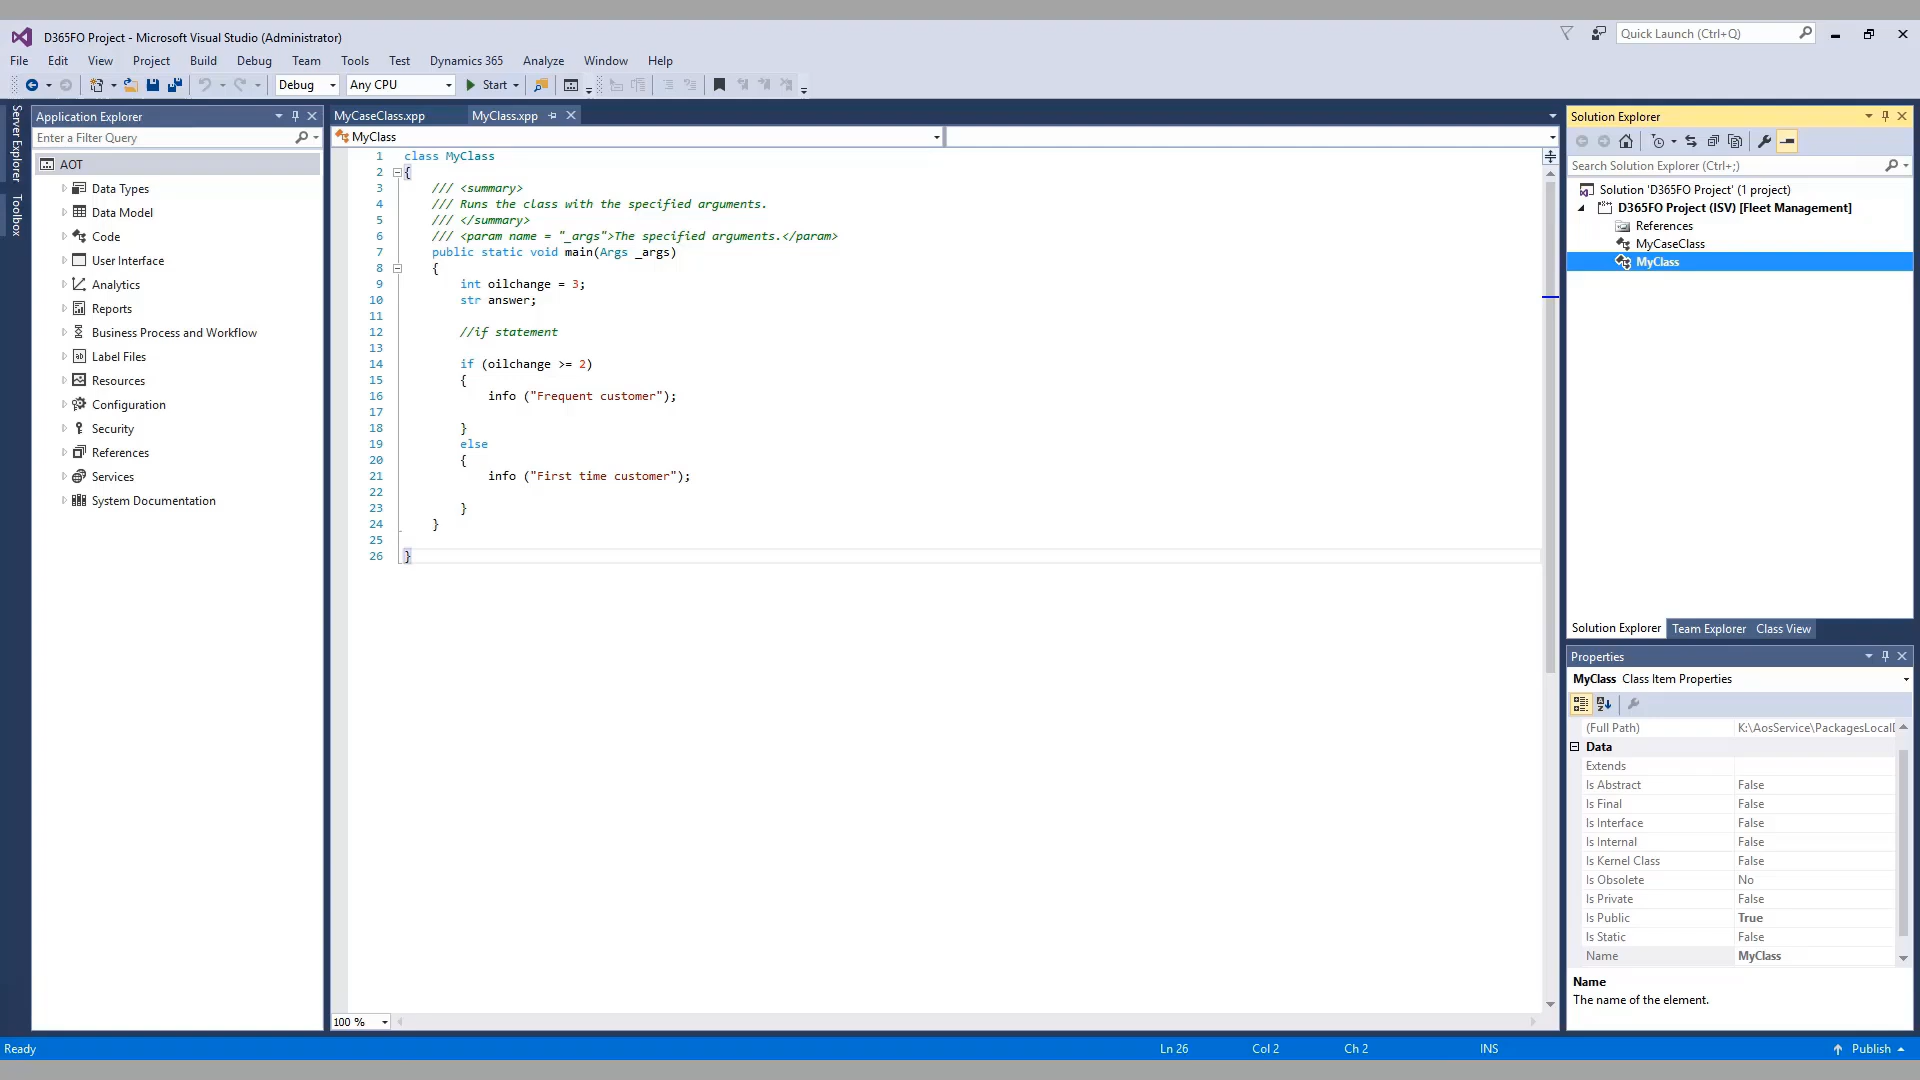 D365FO Project - Microsoft Visual Studio (Administrator)
Quick Launch (Ctrl+Q)
File Edit View Project Build Debug Team Tools Test Dynamics 365 Analyze Window Help
Debug Any CPU Start
Server Explorer
Toolbox
Application Explorer
Enter a Filter Query
AOT
Data Types
Data Model
Code
User Interface
Analytics
Reports
Business Process and Workflow
Label Files
Resources
Configuration
Security
References
Services
System Documentation
MyCaseClass.xpp MyClass.xpp
MyClass
1 class MyClass
2 {
3 /// <summary>
4 /// Runs the class with the specified arguments.
5 /// </summary>
6 /// <param name = "_args">The specified arguments.</param>
7 public static void main(Args _args)
8 {
9 int oilchange = 3;
10 str answer;
11
12 //if statement
13
14 if (oilchange >= 2)
15 {
16 info ("Frequent customer");
17
18 }
19 else
20 {
21 info ("First time customer");
22
23 }
24 }
25
26 }
100 %
Solution Explorer
Search Solution Explorer (Ctrl+;)
Solution 'D365FO Project' (1 project)
D365FO Project (ISV) [Fleet Management]
References
MyCaseClass
MyClass
Solution Explorer Team Explorer Class View
Properties
MyClass Class Item Properties
(Full Path) K:\AosService\PackagesLocal
Data
Extends
Is Abstract False
Is Final False
Is Interface False
Is Internal False
Is Kernel Class False
Is Obsolete No
Is Private False
Is Public True
Is Static False
Name MyClass
Name
The name of the element.
Ready Ln 26 Col 2 Ch 2 INS Publish